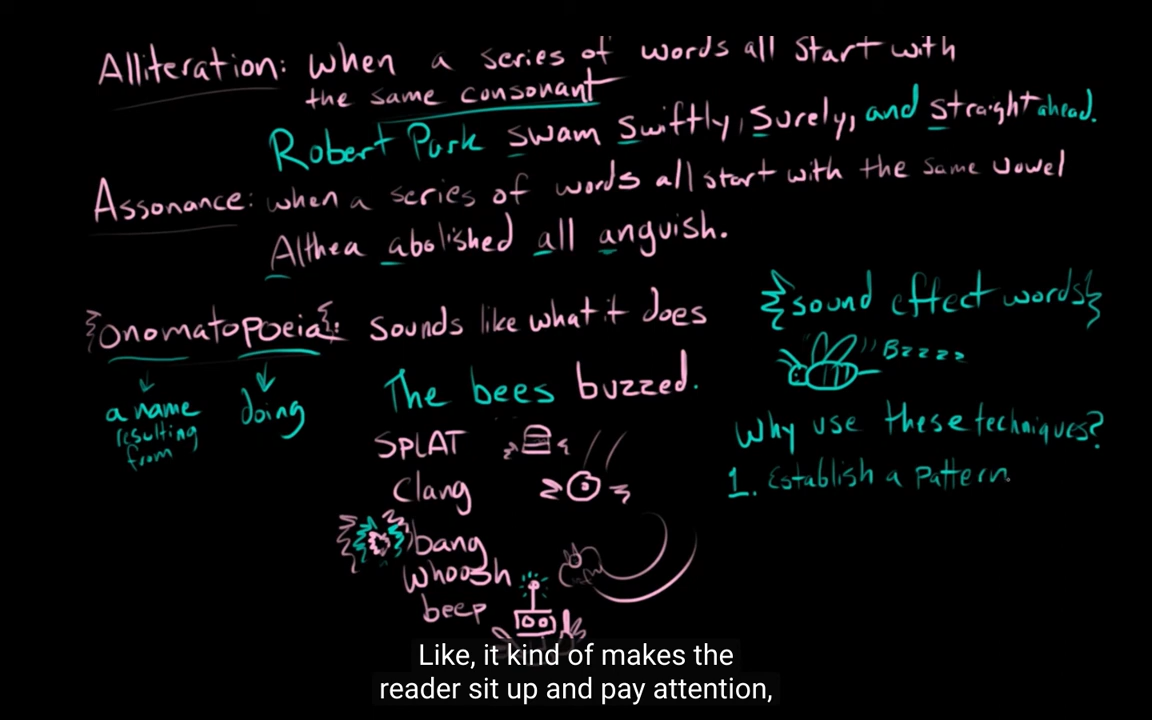 Alliteration: when a series of words all start with
the same consonant
Robert Park swam swiftly, surely, and straight ahead.
Assonance: when a series of words all start with the same vowel
Althea abolished all anguish.
onomatopoeia: sounds like what it does
sound effect words
Bzzzz
The bees buzzed.
a name
resulting
from
doing
SPLAT
Clang
bang
whoosh
beep
Why use these techniques?
1. Establish a pattern.
Like, it kind of makes the
reader sit up and pay attention,